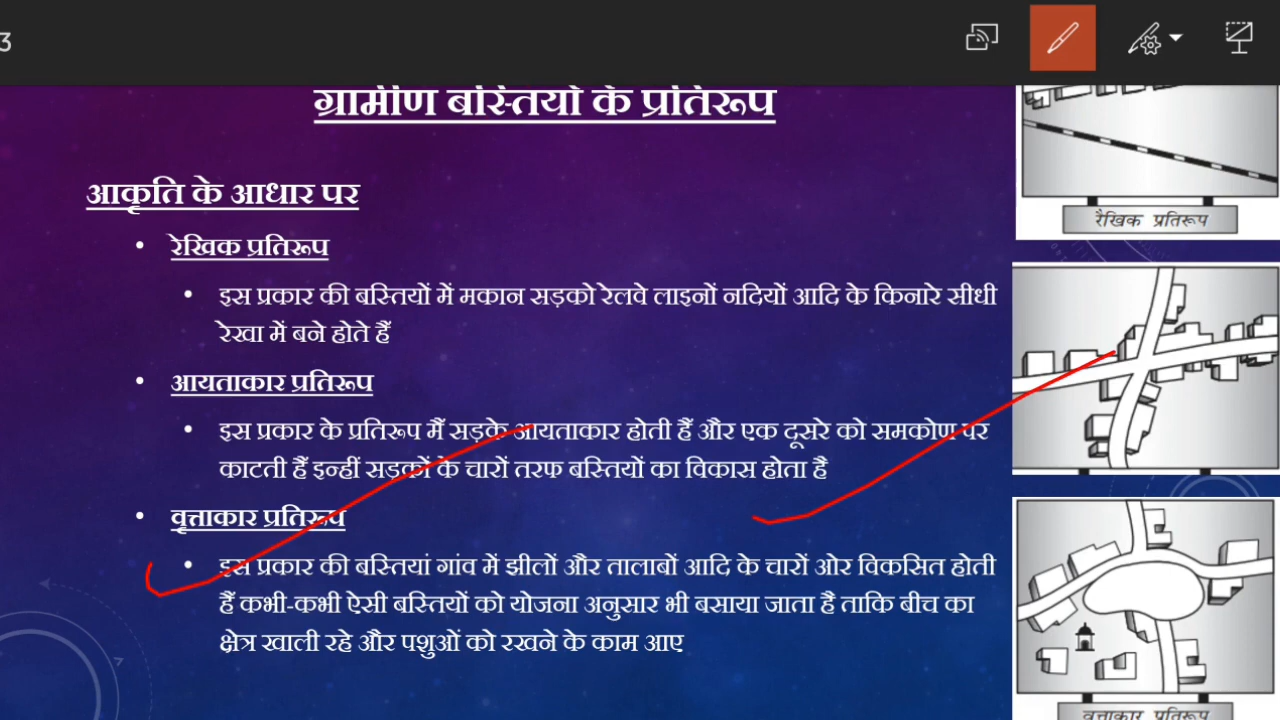 3
ग्रामीण बस्तियों के प्रतिरूप
आकृति के आधार पर
• रेखिक प्रतिरूप
• इस प्रकार की बस्तियों में मकान सड़को रेलवे लाइनों नदियों आदि के किनारे सीधी
रेखा में बने होते हैं
• आयताकार प्रतिरूप
• इस प्रकार के प्रतिरूप मैं सड़के आयताकार होती हैं और एक दूसरे को समकोण पर
काटती हैं इन्हीं सडकों के चारों तरफ बस्तियों का विकास होता है
• वृत्ताकार प्रतिरूप
• इस प्रकार की बस्तियां गांव में झीलों और तालाबों आदि के चारों ओर विकसित होती
हैं कभी-कभी ऐसी बस्तियों को योजना अनुसार भी बसाया जाता है ताकि बीच का
क्षेत्र खाली रहे और पशुओं को रखने के काम आए
रैखिक प्रतिरूप
वृत्ताकार प्रतिरूप